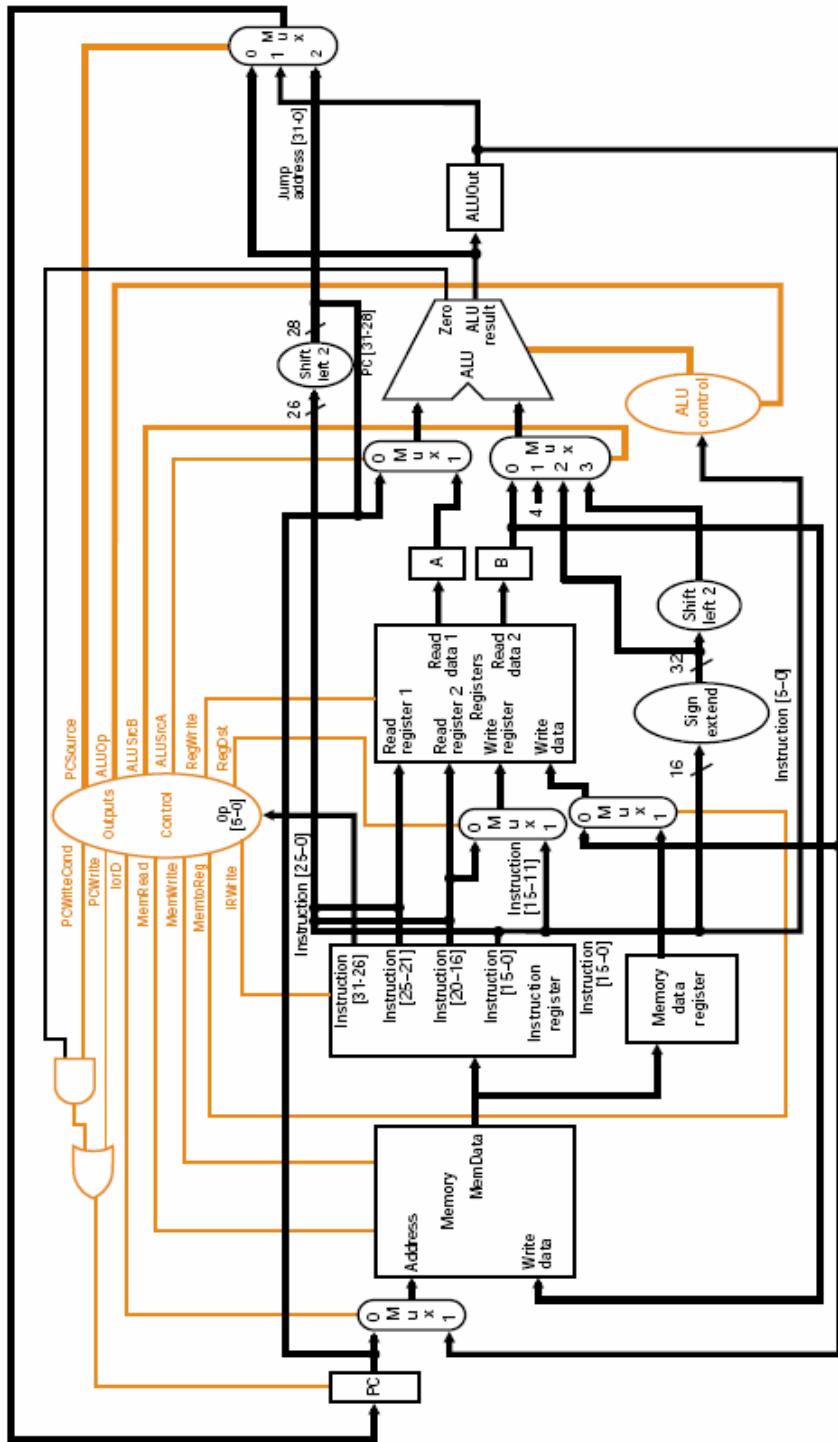 PCWriteCond
PCWrite
IorD
MemRead
MemWrite
MemtoReg
IRWrite
Outputs
Control
Op
[5–0]
PCSource
ALUOp
ALUSrcB
ALUSrcA
RegWrite
RegDst
PC
0
M
u
x
1
Address
Memory
MemData
Write
data
Instruction [25–0]
Instruction
[31-26]
Instruction
[25–21]
Instruction
[20–16]
Instruction
[15–0]
Instruction
register
Instruction
[15–0]
Memory
data
register
Instruction
[15–11]
0
M
u
x
1
0
M
u
x
1
Read
register 1
Read
register 2
Registers
Write
register
Write
data
Read
data 1
Read
data 2
16
Sign
extend
32
Shift
left 2
Instruction [5–0]
A
B
4
0
M
u
x
1
0
M
u
x
1
2
3
26
Shift
left 2
28
PC [31-28]
Jump
address [31-0]
Zero
ALU
ALU
result
ALU
control
ALUOut
0
M
1
u
x
2